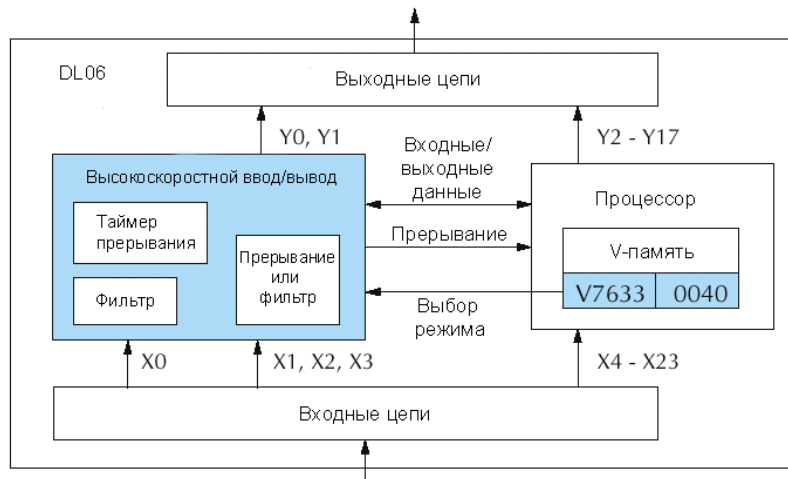 DL06
Выходные цепи
Y0, Y1
Y2 - Y17
Высокоскоростной ввод/вывод
Таймер
прерывания
Фильтр
Прерывание
или
фильтр
Входные/
выходные
данные
Прерывание
Выбор
режима
Процессор
V-память
V7633
0040
X0
X1, X2, X3
X4 - X23
Входные цепи